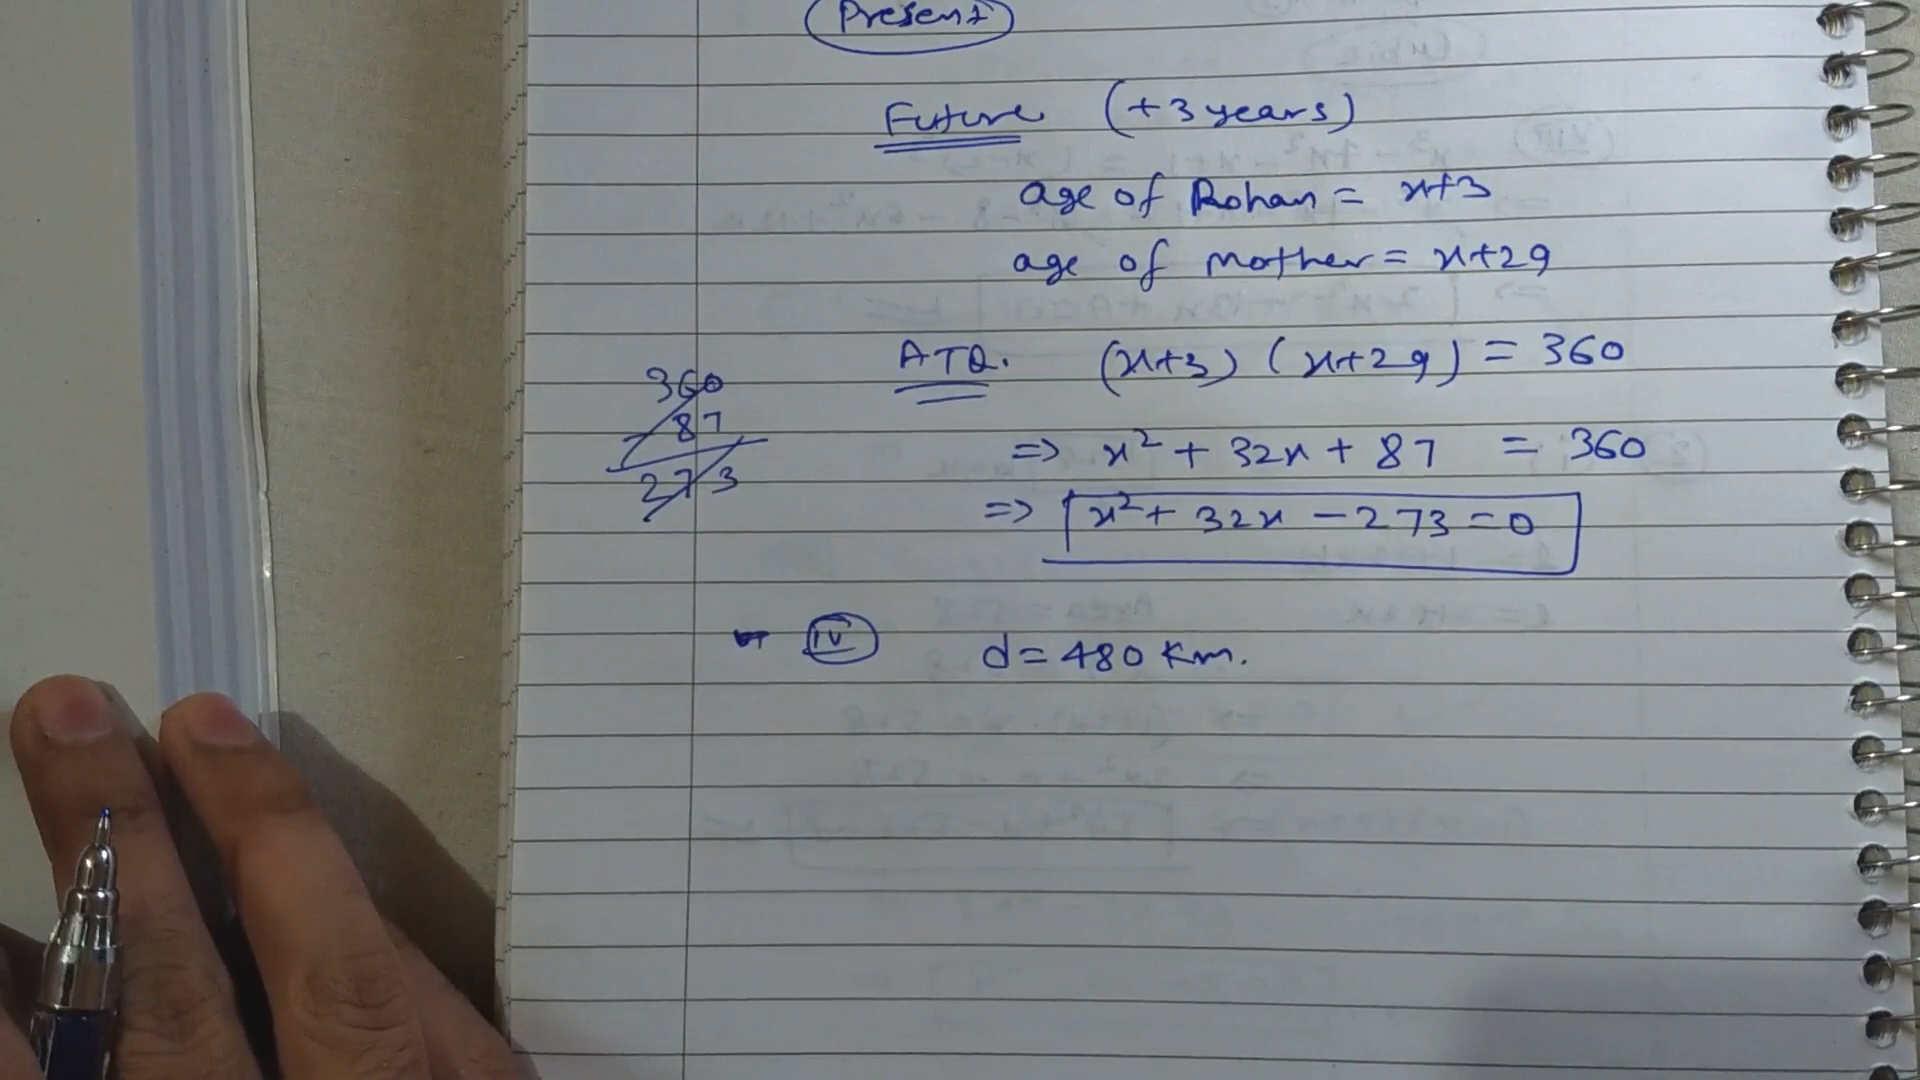 Present
Future (+3 years)
age of Rohan = x+3
age of mother = x+29
ATQ. (x+3) (x+29) = 360
360
87
273
=> x² + 32x + 87 = 360
=> x² + 32x - 273 = 0
(iv) d = 480 Km.